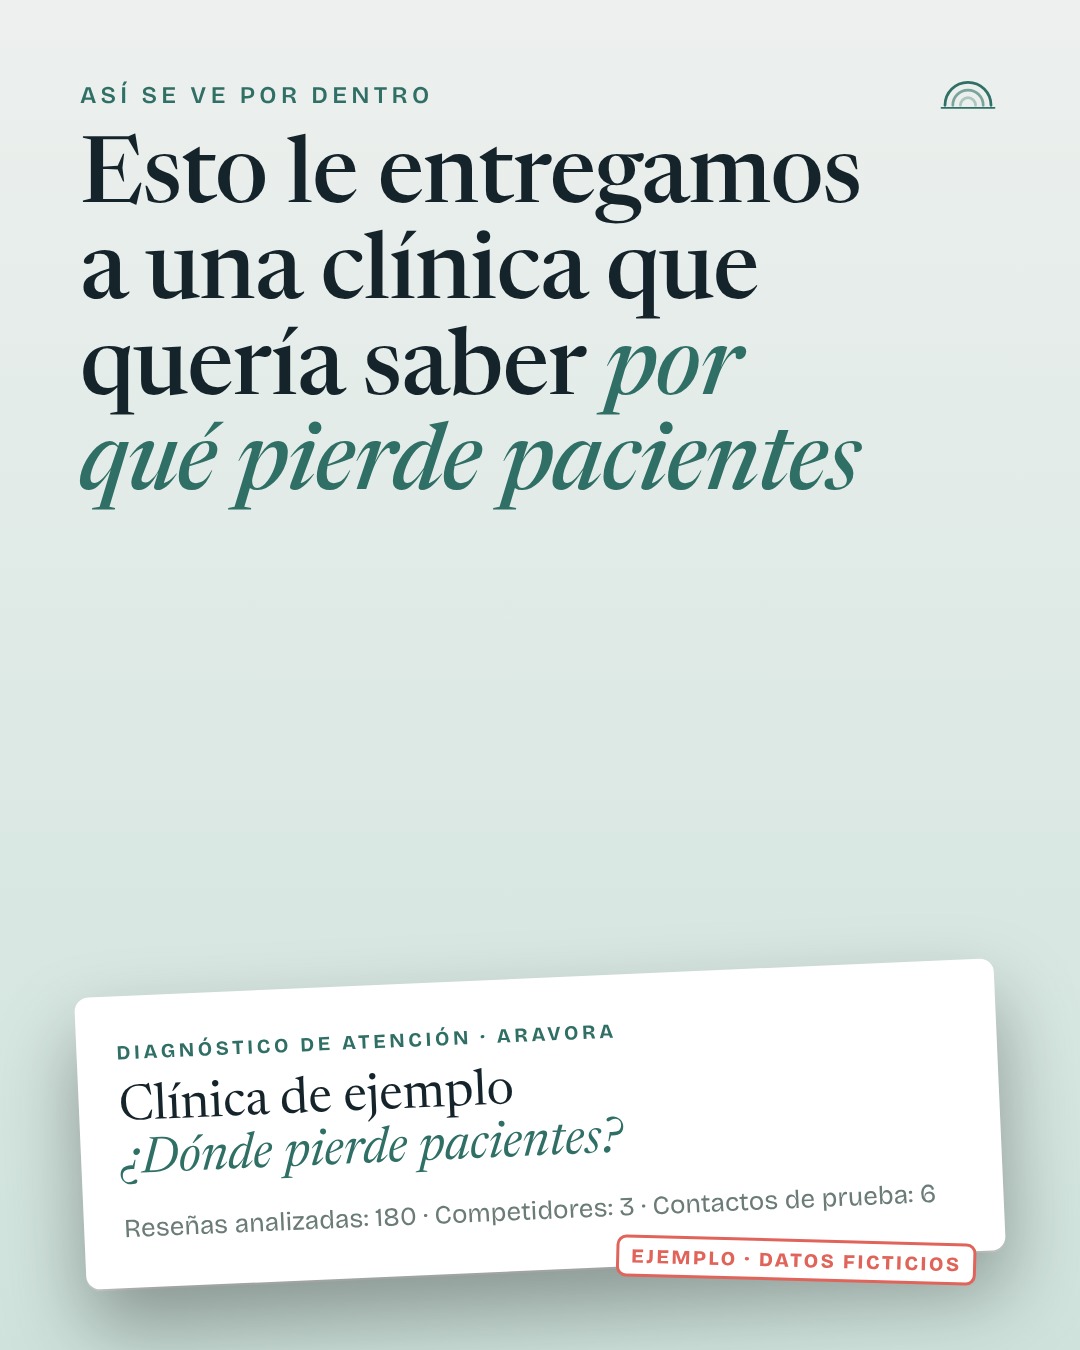 ASÍ SE VE POR DENTRO
Esto le entregamos
a una clínica que
quería saber por
qué pierde pacientes
DIAGNÓSTICO DE ATENCIÓN · ARAVORA
Clínica de ejemplo
¿Dónde pierde pacientes?
Reseñas analizadas: 180 · Competidores: 3 · Contactos de prueba: 6
EJEMPLO · DATOS FICTICIOS